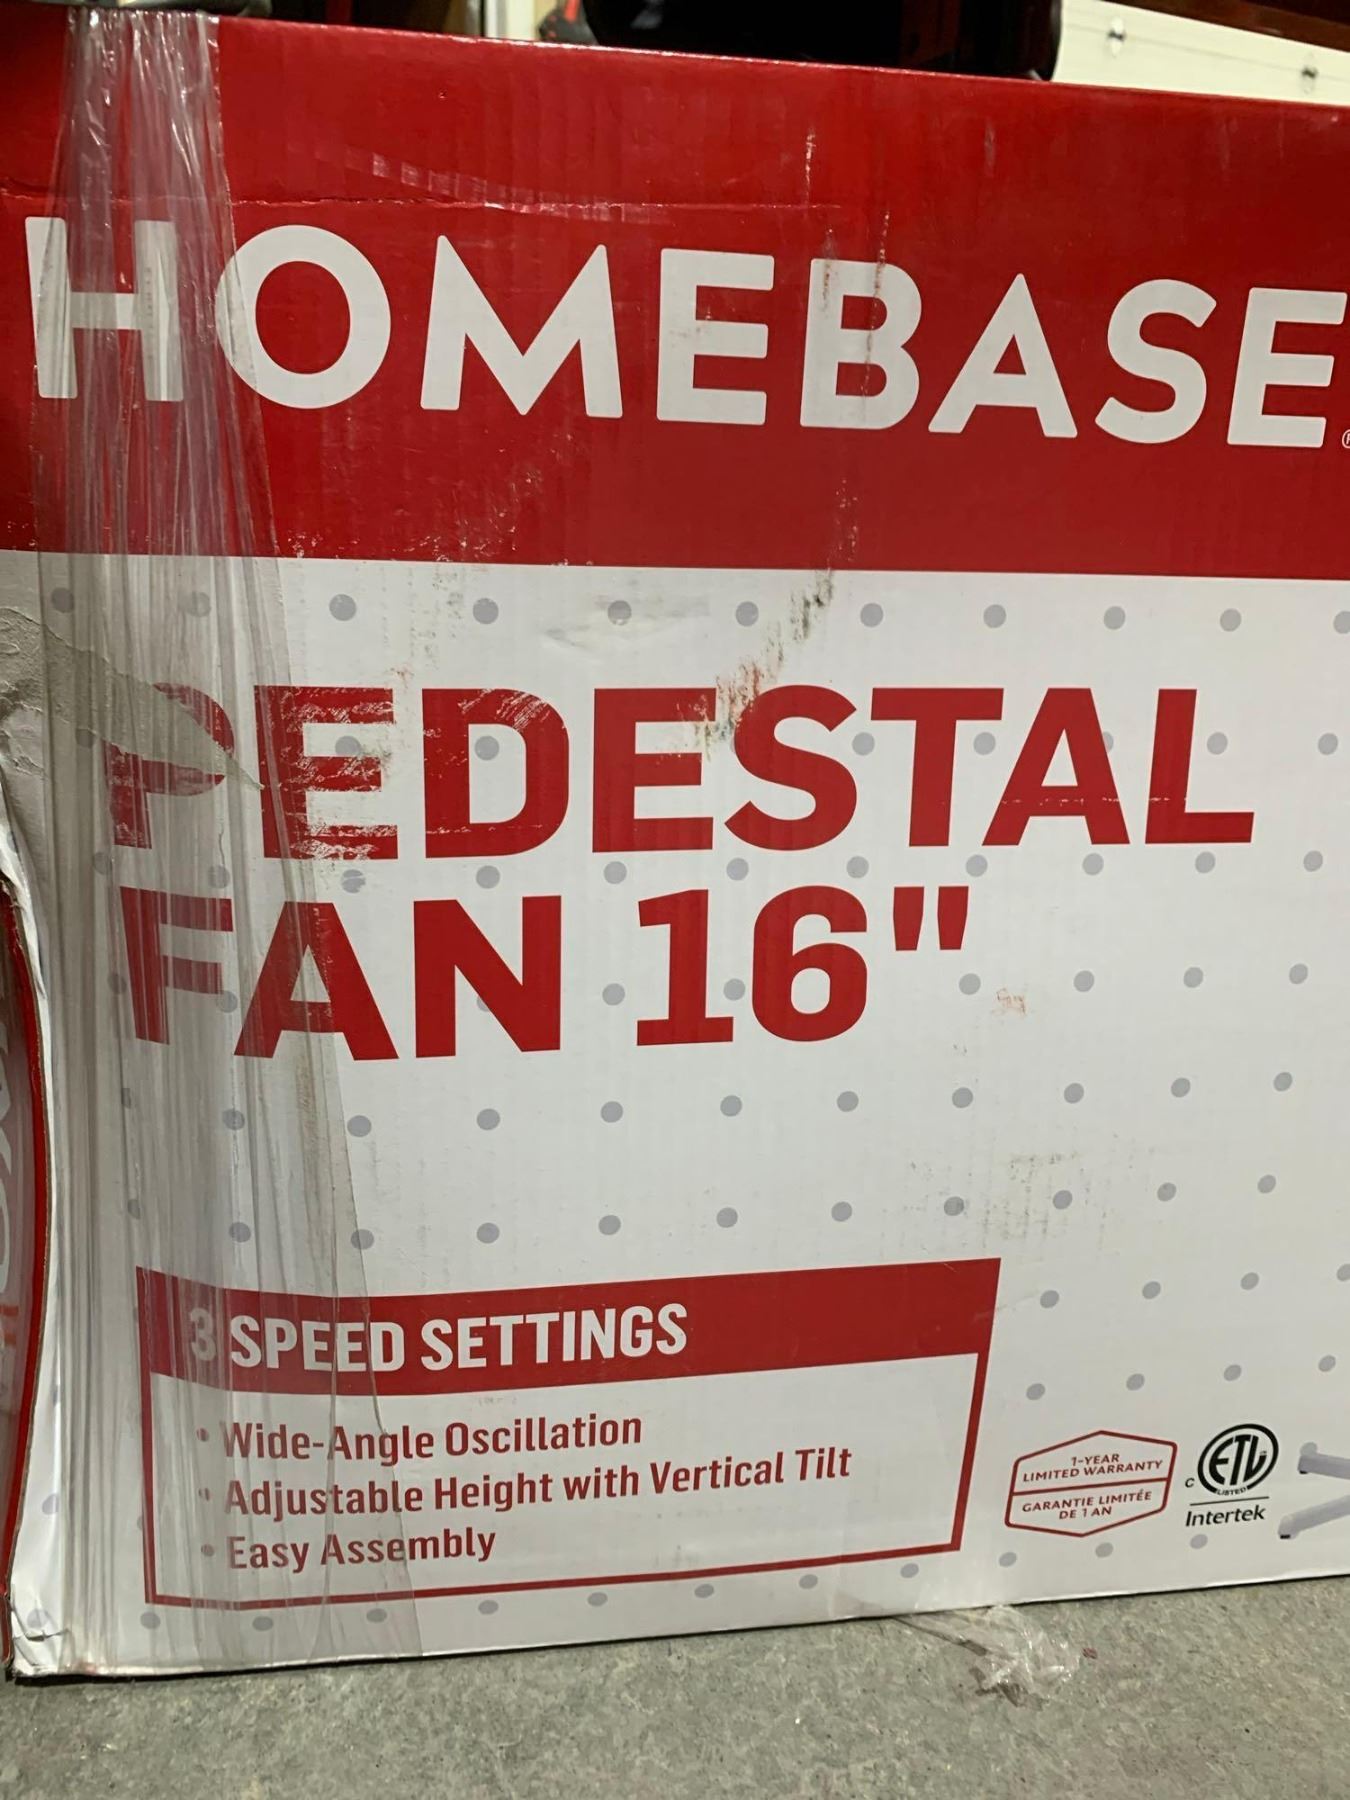 HOMEBASE®
PEDESTAL
FAN 16"
3 SPEED SETTINGS
• Wide-Angle Oscillation
• Adjustable Height with Vertical Tilt
• Easy Assembly
1-YEAR
LIMITED WARRANTY
GARANTIE LIMITÉE
DE 1 AN
C ETL
LISTED
Intertek